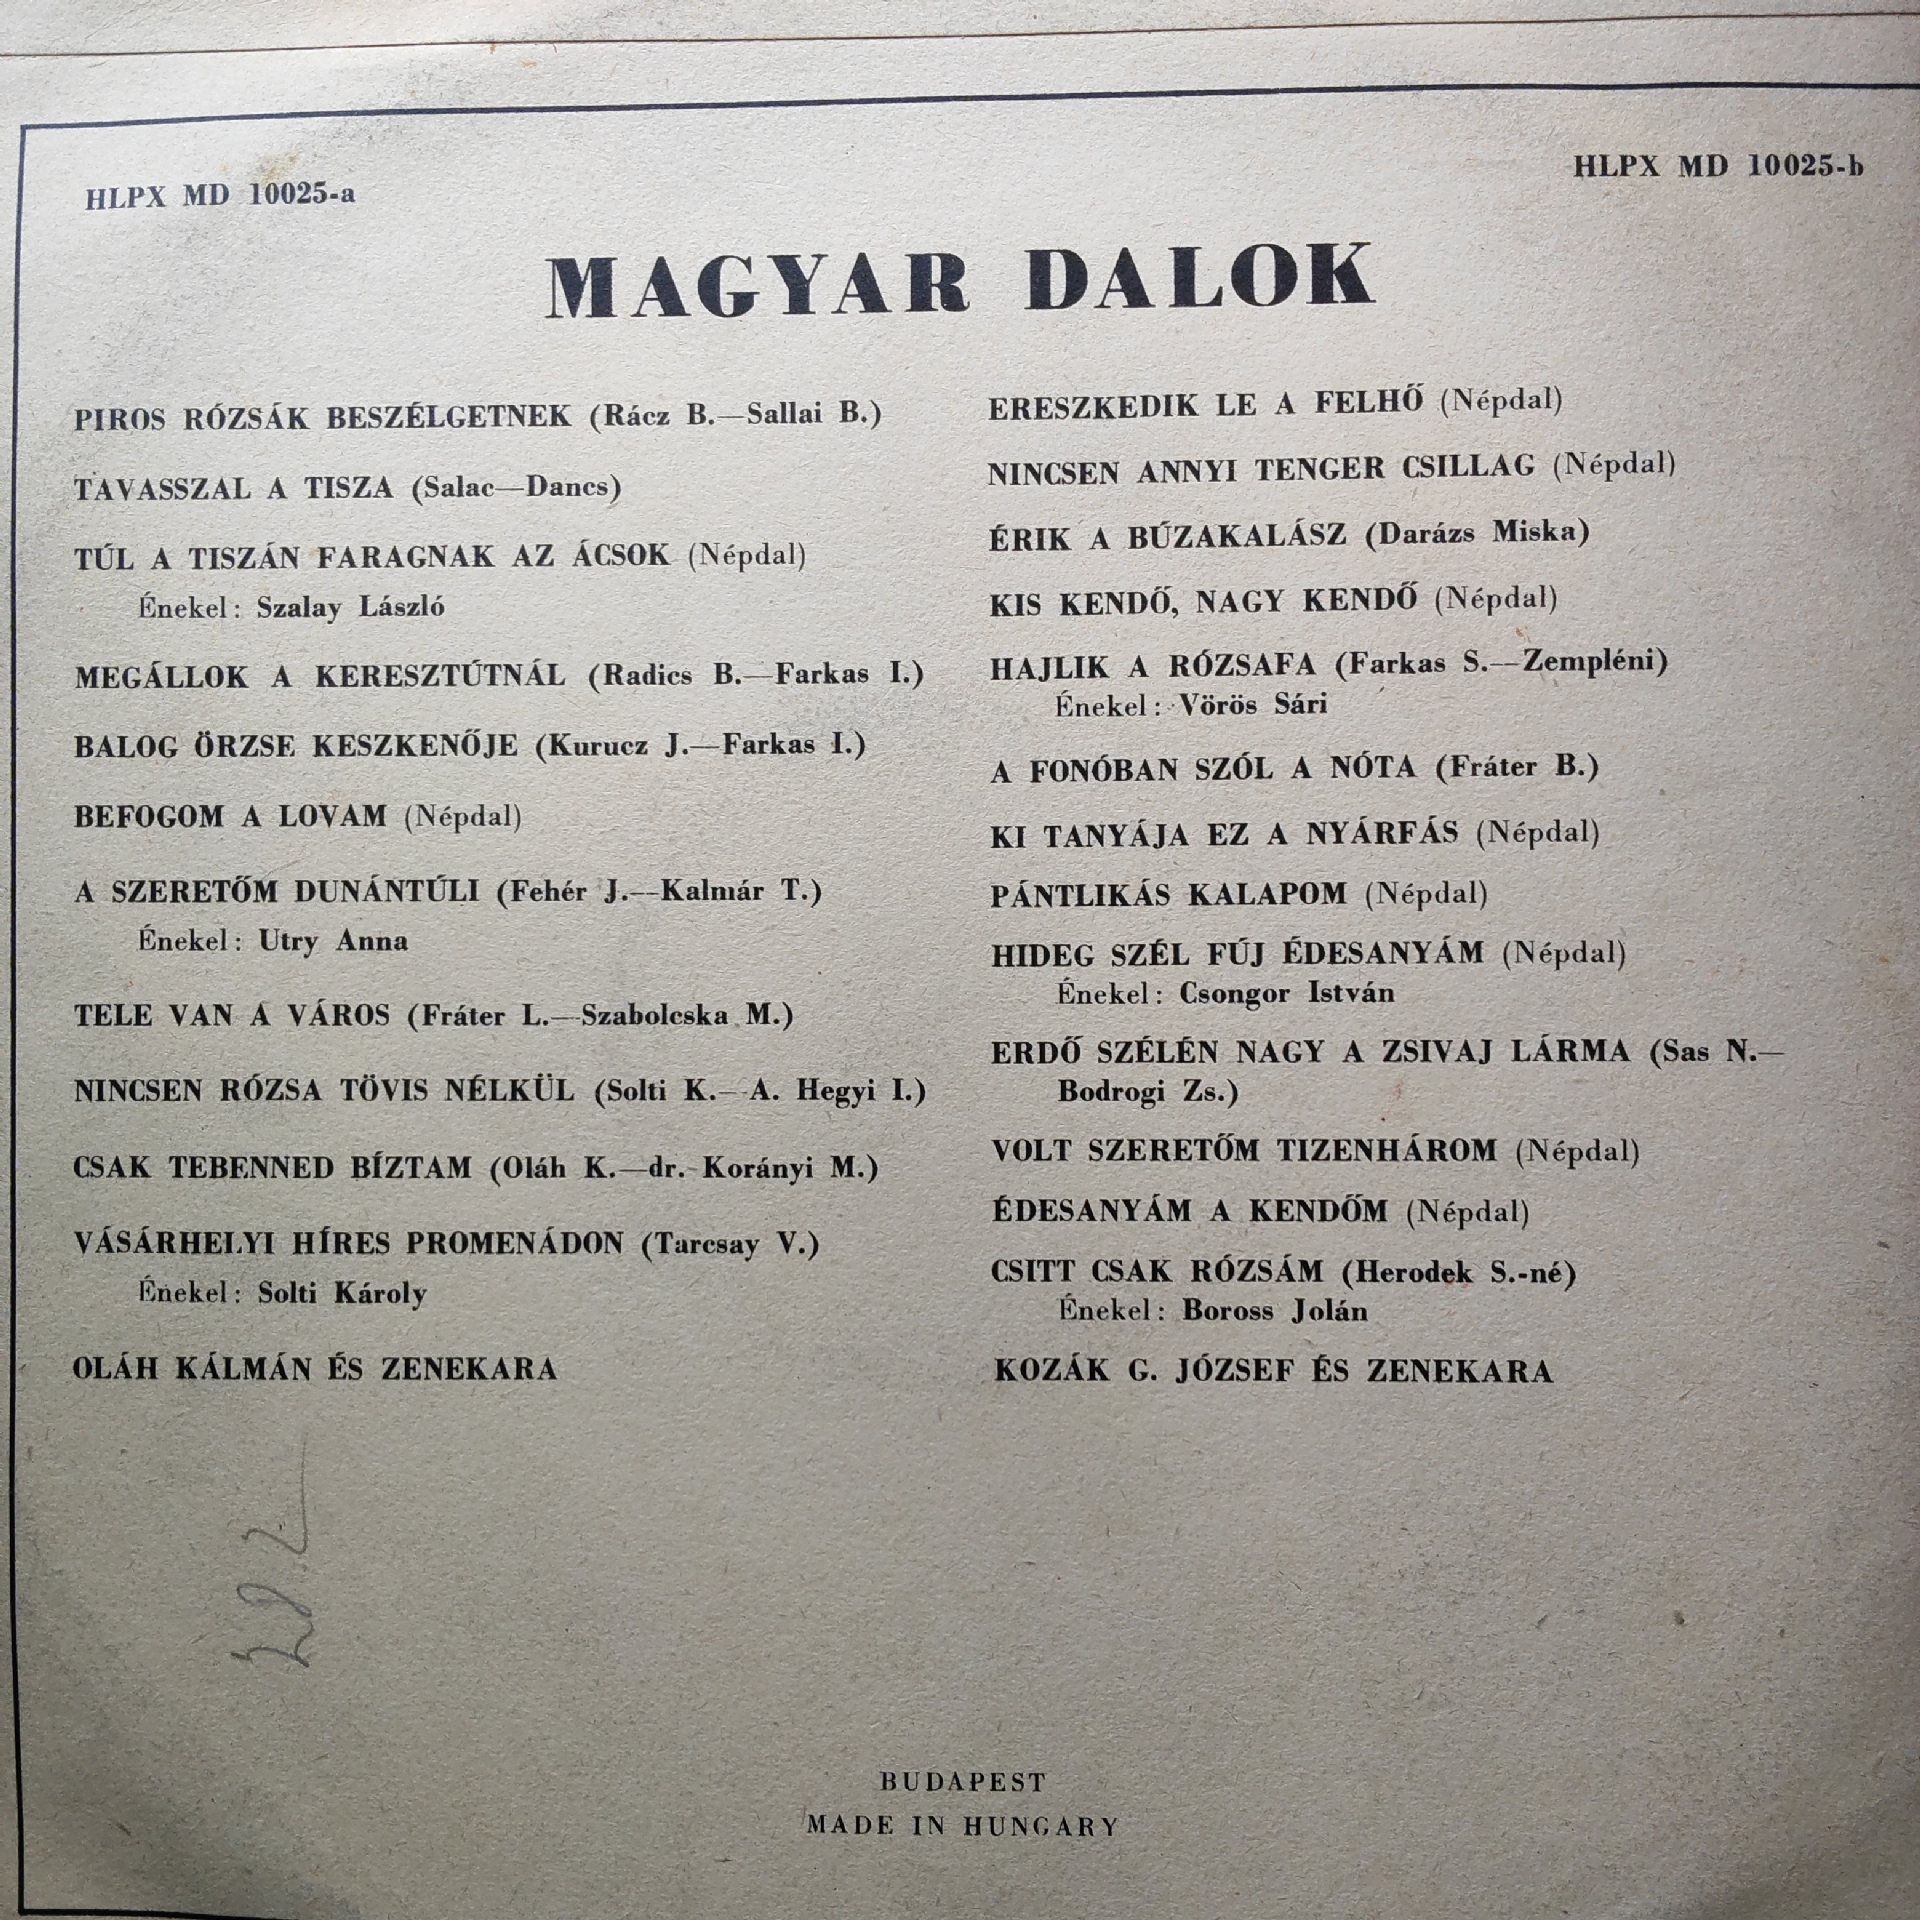 HLPX MD 10025-a
HLPX MD 10025-b
MAGYAR DALOK
PIROS RÓZSÁK BESZÉLGETNEK (Rácz B.—Sallai B.)
TAVASSZAL A TISZA (Salac—Dancs)
TÚL A TISZÁN FARAGNAK AZ ÁCSOK (Népdal)
Énekel: Szalay László
MEGÁLLOK A KERESZTÚTNÁL (Radics B.—Farkas I.)
BALOG ÖRZSE KESZKENŐJE (Kurucz J.—Farkas I.)
BEFOGOM A LOVAM (Népdal)
A SZERETŐM DUNÁNTÚLI (Fehér J.—Kalmár T.)
Énekel: Utry Anna
TELE VAN A VÁROS (Fráter L.—Szabolcska M.)
NINCSEN RÓZSA TÖVIS NÉLKÜL (Solti K.—A. Hegyi I.)
CSAK TEBENNED BÍZTAM (Oláh K.—dr. Korányi M.)
VÁSÁRHELYI HÍRES PROMENÁDON (Tarcsay V.)
Énekel: Solti Károly
OLÁH KÁLMÁN ÉS ZENEKARA
ERESZKEDIK LE A FELHŐ (Népdal)
NINCSEN ANNYI TENGER CSILLAG (Népdal)
ÉRIK A BÚZAKALÁSZ (Darázs Miska)
KIS KENDŐ, NAGY KENDŐ (Népdal)
HAJLIK A RÓZSAFA (Farkas S.—Zempléni)
Énekel: Vörös Sári
A FONÓBAN SZÓL A NÓTA (Fráter B.)
KI TANYÁJA EZ A NYÁRFÁS (Népdal)
PÁNTLIKÁS KALAPOM (Népdal)
HIDEG SZÉL FÚJ ÉDESANYÁM (Népdal)
Énekel: Csongor István
ERDŐ SZÉLÉN NAGY A ZSIVAJ LÁRMA (Sas N.—
Bodrogi Zs.)
VOLT SZERETŐM TIZENHÁROM (Népdal)
ÉDESANYÁM A KENDŐM (Népdal)
CSITT CSAK RÓZSÁM (Herodek S.-né)
Énekel: Boross Jolán
KOZÁK G. JÓZSEF ÉS ZENEKARA
BUDAPEST
MADE IN HUNGARY